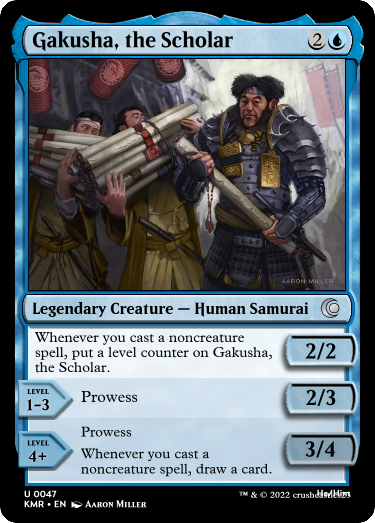 Gakusha, the Scholar 2
AARON MILLER
Legendary Creature — Human Samurai
Whenever you cast a noncreature
spell, put a level counter on Gakusha,
the Scholar.
2/2
LEVEL
1-3
Prowess
2/3
LEVEL
4+
Prowess
Whenever you cast a
noncreature spell, draw a card.
3/4
U 0047
KMR • EN Aaron Miller
™ & © 2022